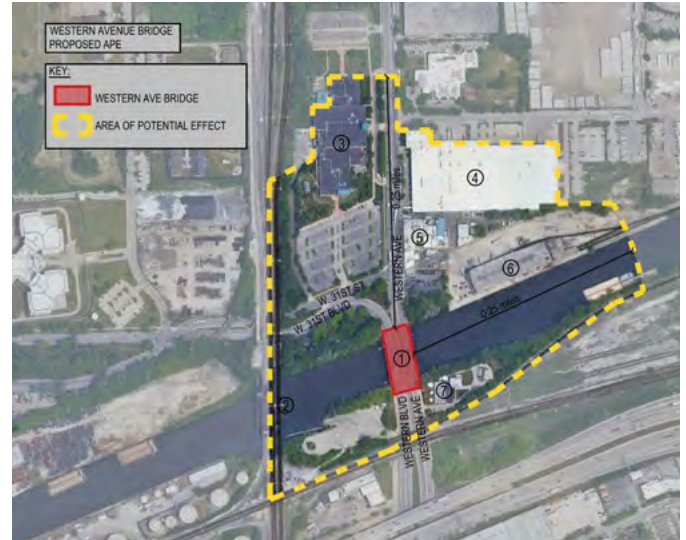 WESTERN AVENUE BRIDGE
PROPOSED APE
KEY:
WESTERN AVE BRIDGE
AREA OF POTENTIAL EFFECT
3
0.25 miles
WESTERN AVE
4
5
6
W. 31ST ST
W. 31ST BLVD
0.25 miles
1
7
2
WESTERN BLVD
WESTERN AVE